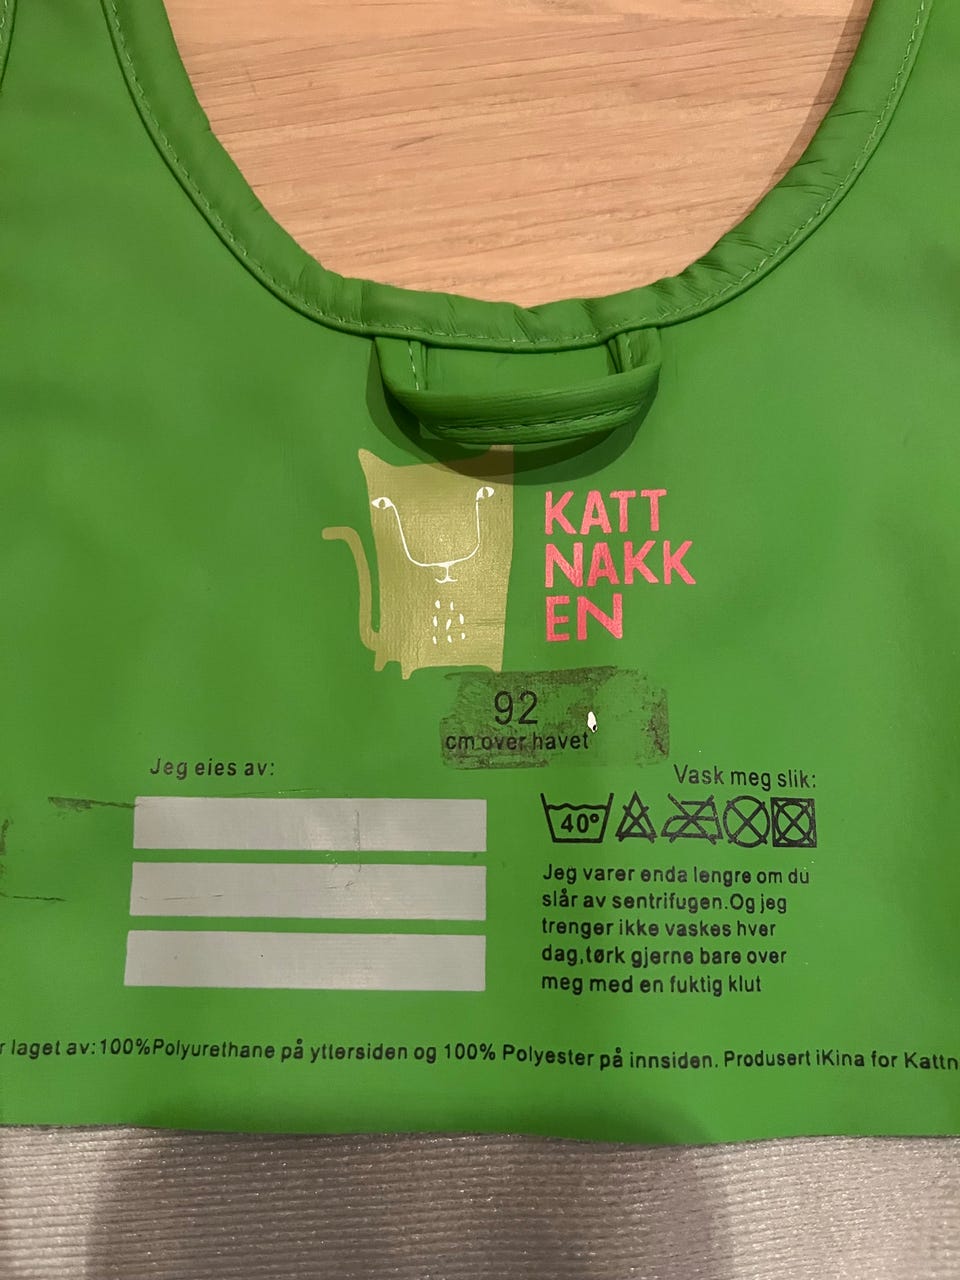 KATT
NAKK
EN
92
cm over havet
Jeg eies av:
Vask meg slik:
40°
Jeg varer enda lengre om du
slår av sentrifugen.Og jeg
trenger ikke vaskes hver
dag,tørk gjerne bare over
meg med en fuktig klut
r laget av:100%Polyurethane på yttersiden og 100% Polyester på innsiden. Produsert iKina for Kattn